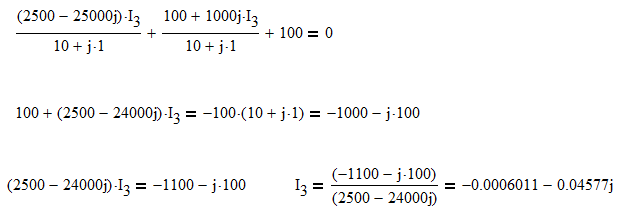 (2500 − 25000j)·I₃ / 10 + j·1 + 100 + 1000j·I₃ / 10 + j·1 + 100 = 0
100 + (2500 − 24000j)·I₃ = −100·(10 + j·1) = −1000 − j·100
(2500 − 24000j)·I₃ = −1100 − j·100 I₃ = (−1100 − j·100) / (2500 − 24000j) = −0.0006011 − 0.04577j